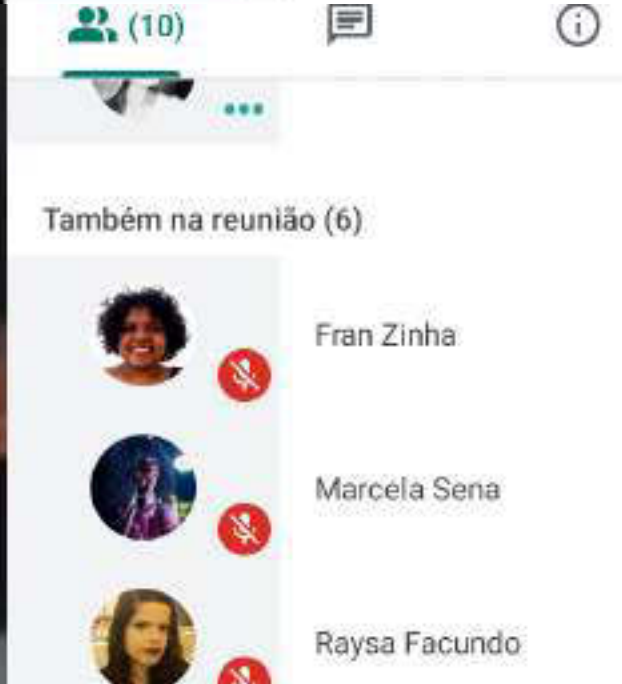 (10)
Também na reunião (6)
Fran Zinha
Marcela Sena
Raysa Facundo